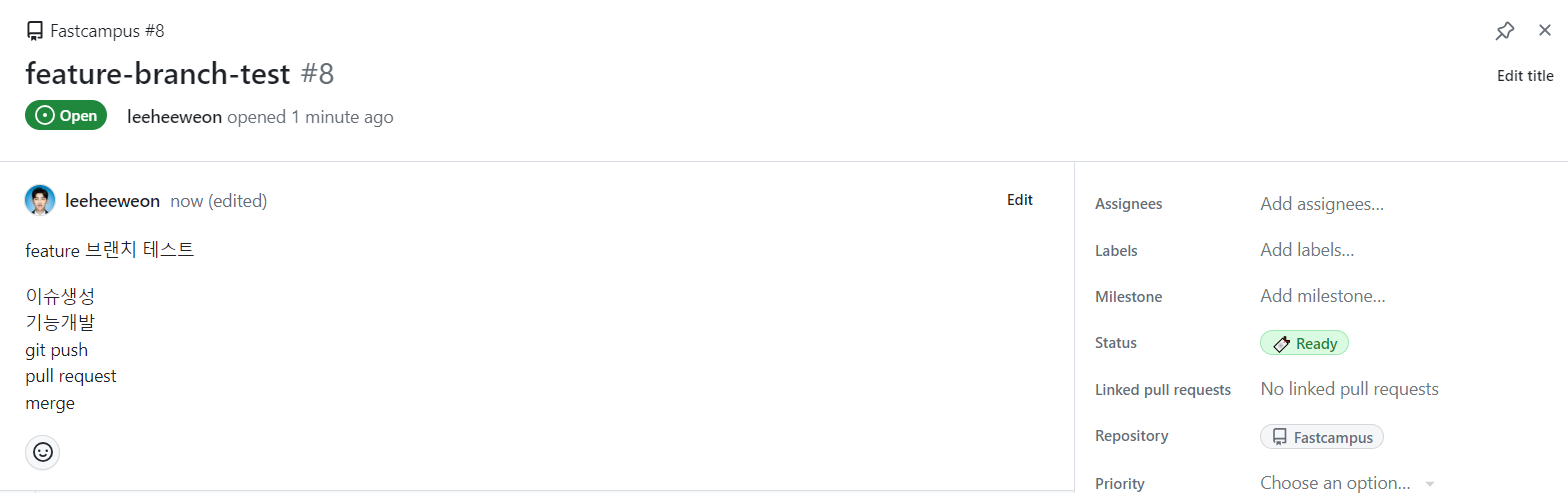 Fastcampus #8
feature-branch-test #8
Edit title
Open
leeheeweon opened 1 minute ago
leeheeweon now (edited)
Edit
feature 브랜치 테스트
이슈생성
기능개발
git push
pull request
merge
Assignees
Add assignees...
Labels
Add labels...
Milestone
Add milestone...
Status
Ready
Linked pull requests
No linked pull requests
Repository
Fastcampus
Priority
Choose an option...